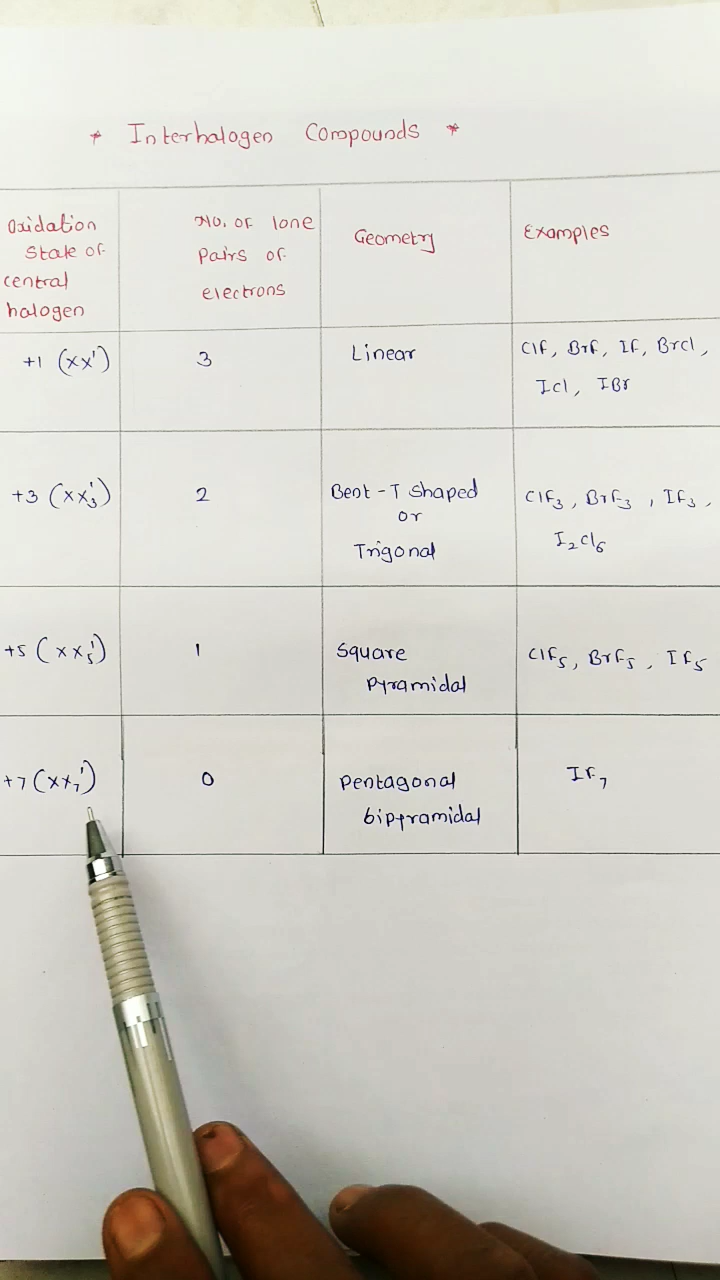 * Interhalogen Compounds *
Oxidation State of central halogen
No. of lone Pairs of electrons
Geometry
Examples
+1 (XX')
3
Linear
ClF, BrF, IF, BrCl,
ICl, IBr
+3 (XX'₃)
2
Bent - T Shaped
or
Trigonal
ClF₃, BrF₃, IF₃,
I₂Cl₆
+5 (XX'₅)
1
Square
Pyramidal
ClF₅, BrF₅, IF₅
+7 (XX'₇)
0
Pentagonal
bipyramidal
IF₇